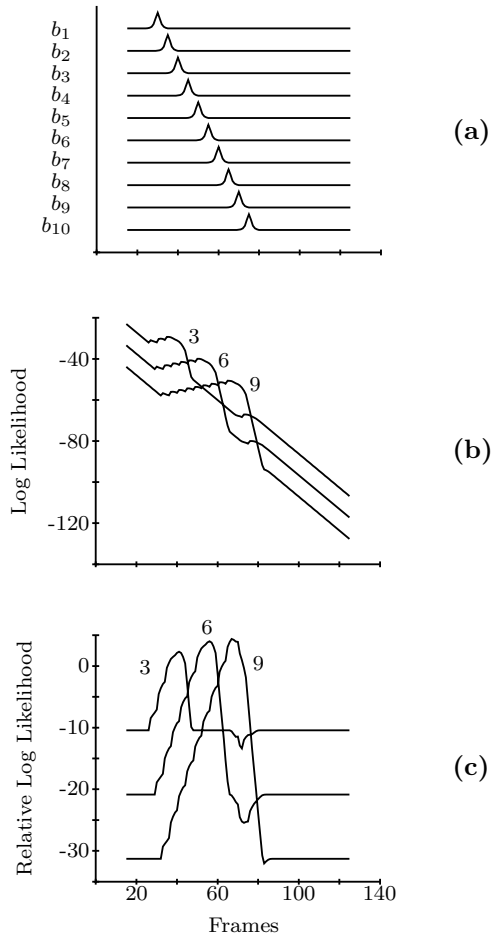 b1
b2
b3
b4
b5
b6
b7
b8
b9
b10
(a)
Log Likelihood
-40
-80
-120
3
6
9
(b)
Relative Log Likelihood
0
-10
-20
-30
3
6
9
(c)
20 60 100 140
Frames